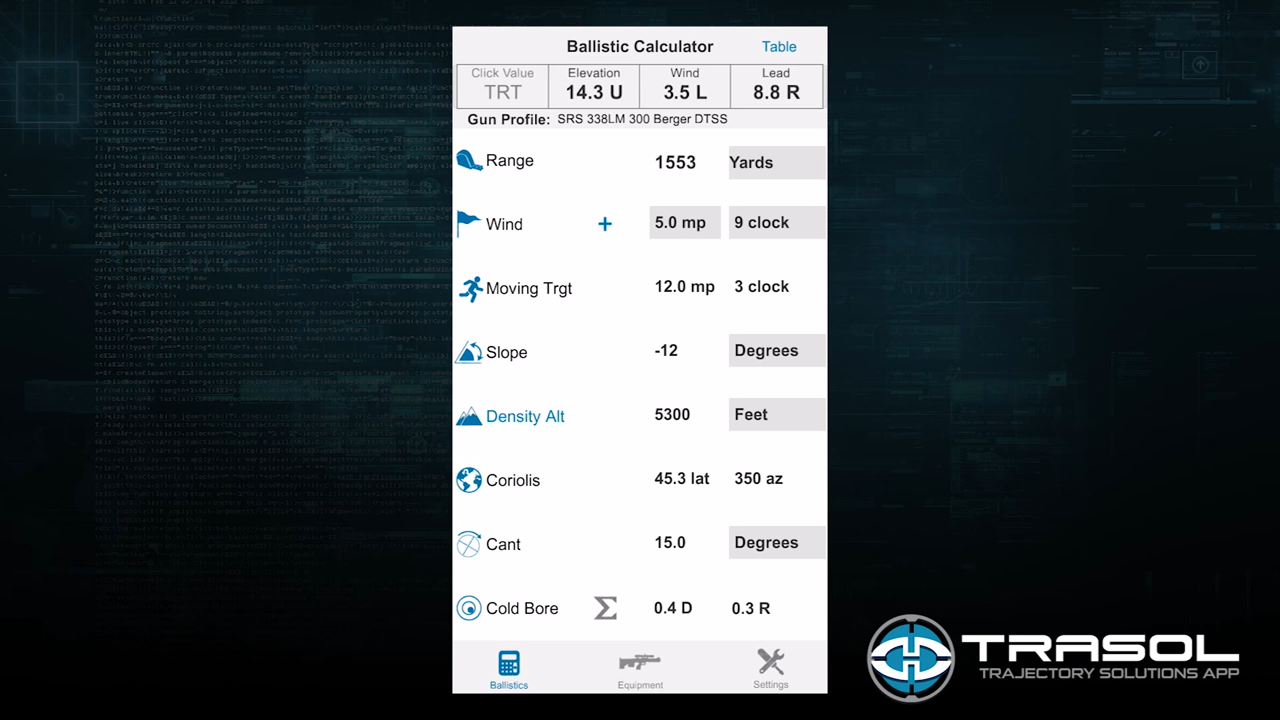 Ballistic Calculator Table
Click Value Elevation Wind Lead
TRT 14.3 U 3.5 L 8.8 R
Gun Profile: SRS 338LM 300 Berger DTSS
Range 1553 Yards
Wind + 5.0 mp 9 clock
Moving Trgt 12.0 mp 3 clock
Slope -12 Degrees
Density Alt 5300 Feet
Coriolis 45.3 lat 350 az
Cant 15.0 Degrees
Cold Bore Σ 0.4 D 0.3 R
Ballistics Equipment Settings
TRASOL
TRAJECTORY SOLUTIONS APP